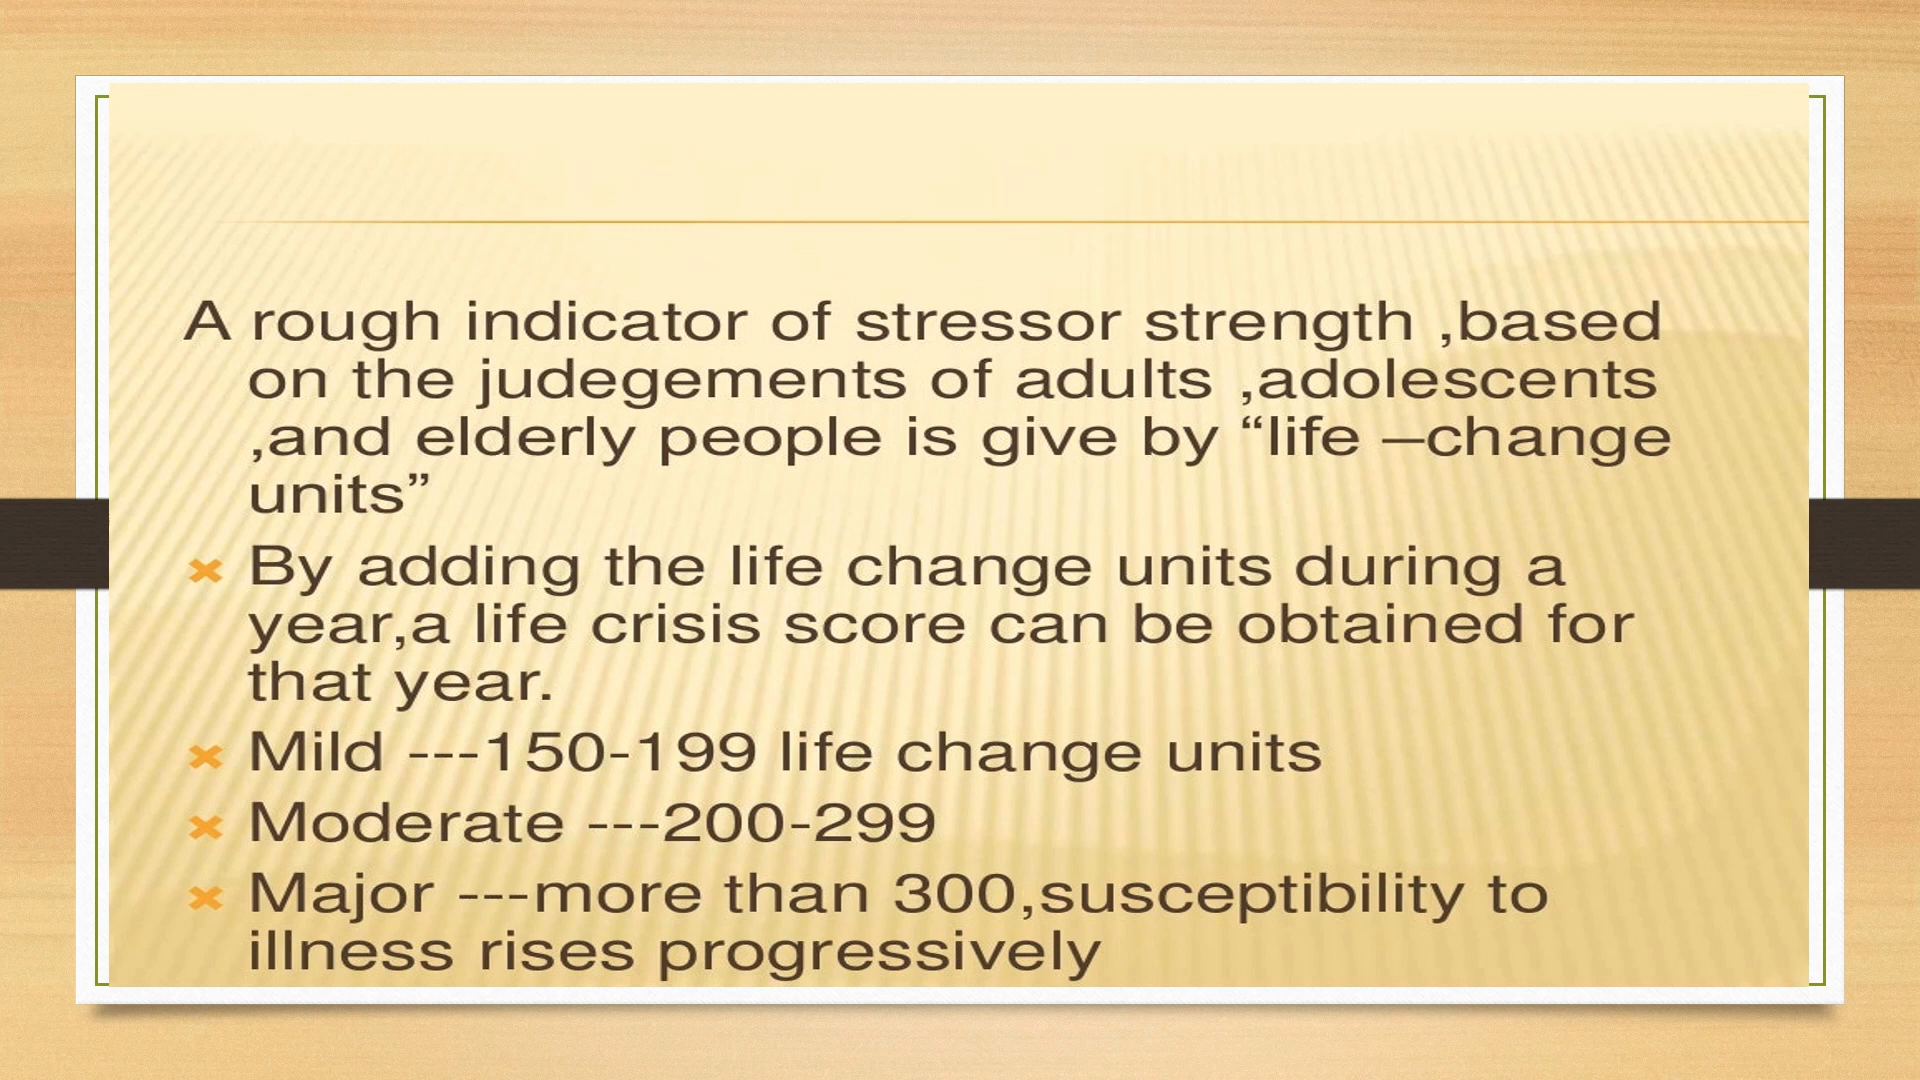 A rough indicator of stressor strength ,based
on the judegements of adults ,adolescents
,and elderly people is give by “life –change
units”
By adding the life change units during a
year,a life crisis score can be obtained for
that year.
Mild ---150-199 life change units
Moderate ---200-299
Major ---more than 300,susceptibility to
illness rises progressively